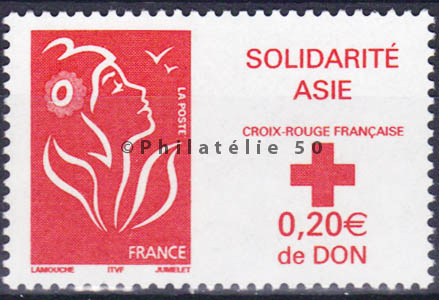 LA POSTE
FRANCE
LAMOUCHE ITVF JUMELET
SOLIDARITÉ
ASIE
CROIX-ROUGE FRANÇAISE
©Philatélie 50
0,20€
de DON